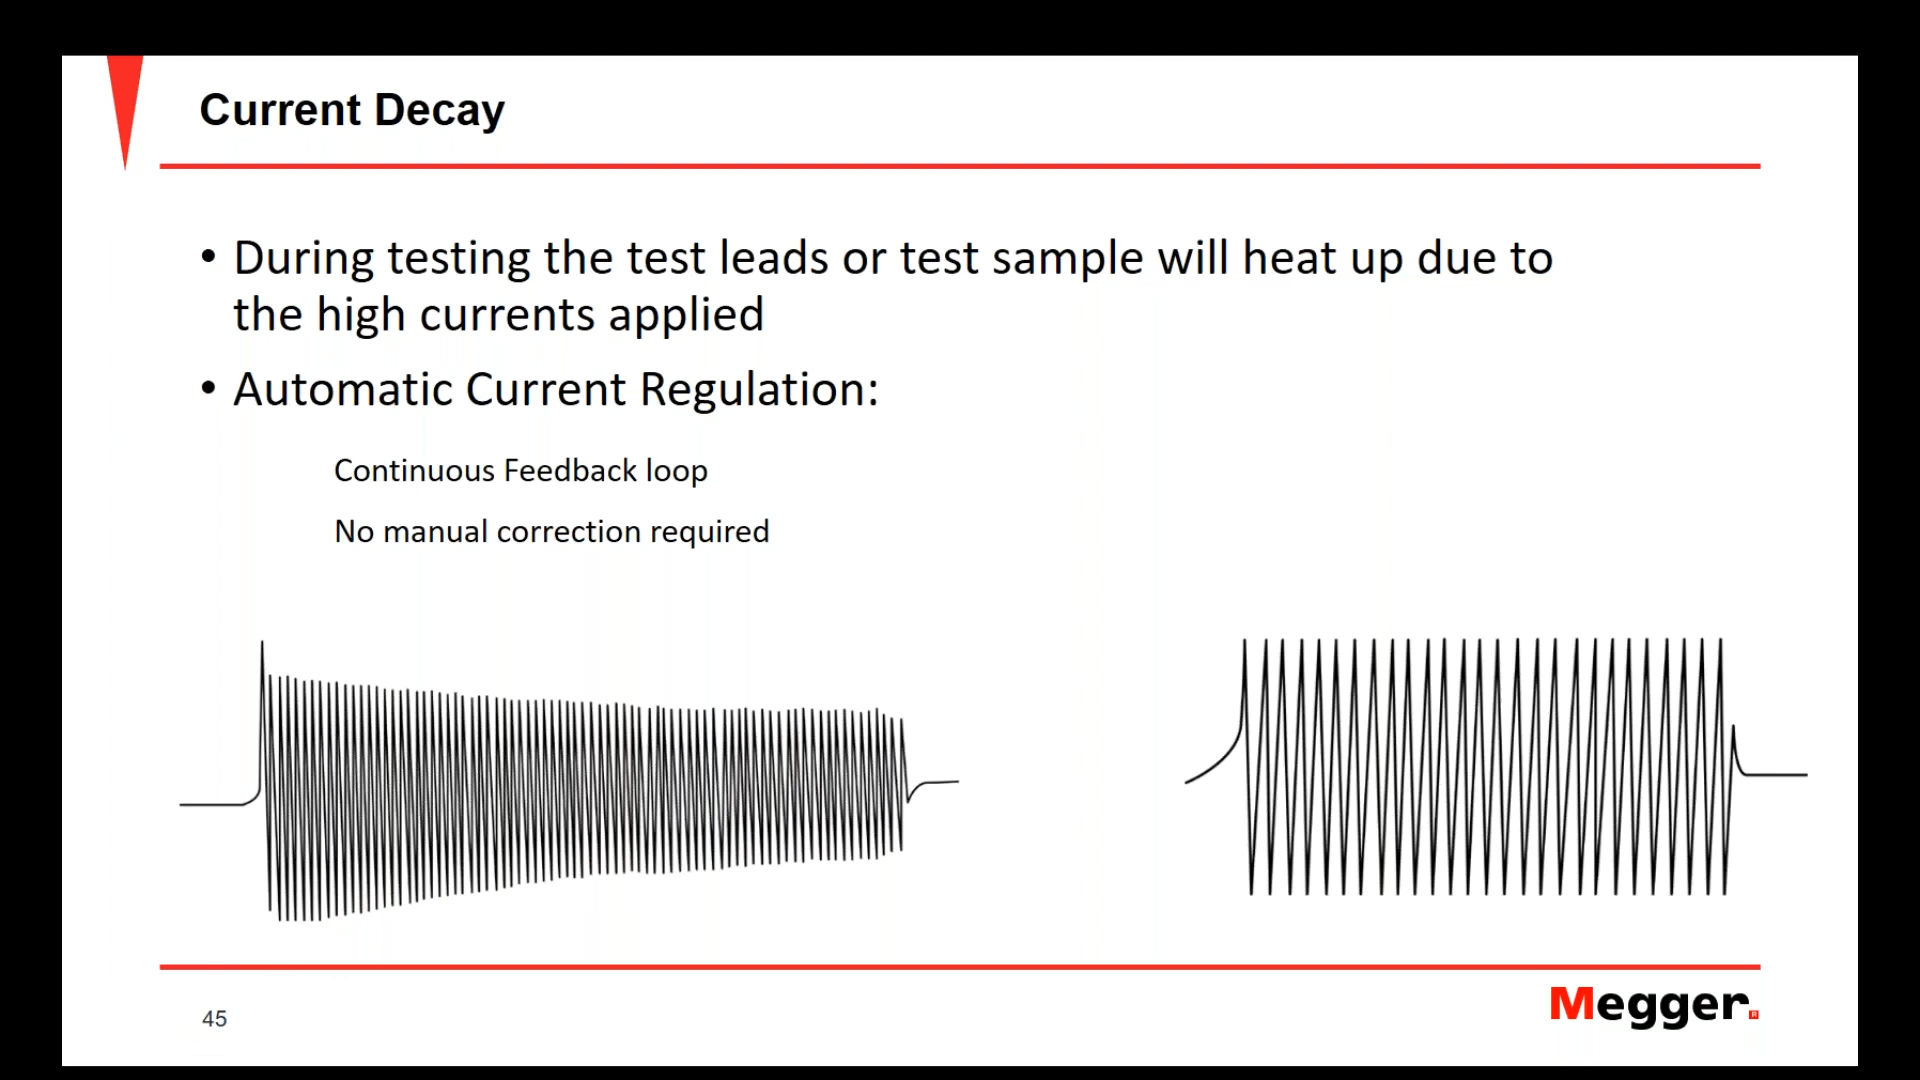 Current Decay
• During testing the test leads or test sample will heat up due to
the high currents applied
• Automatic Current Regulation:
Continuous Feedback loop
No manual correction required
45
Megger.